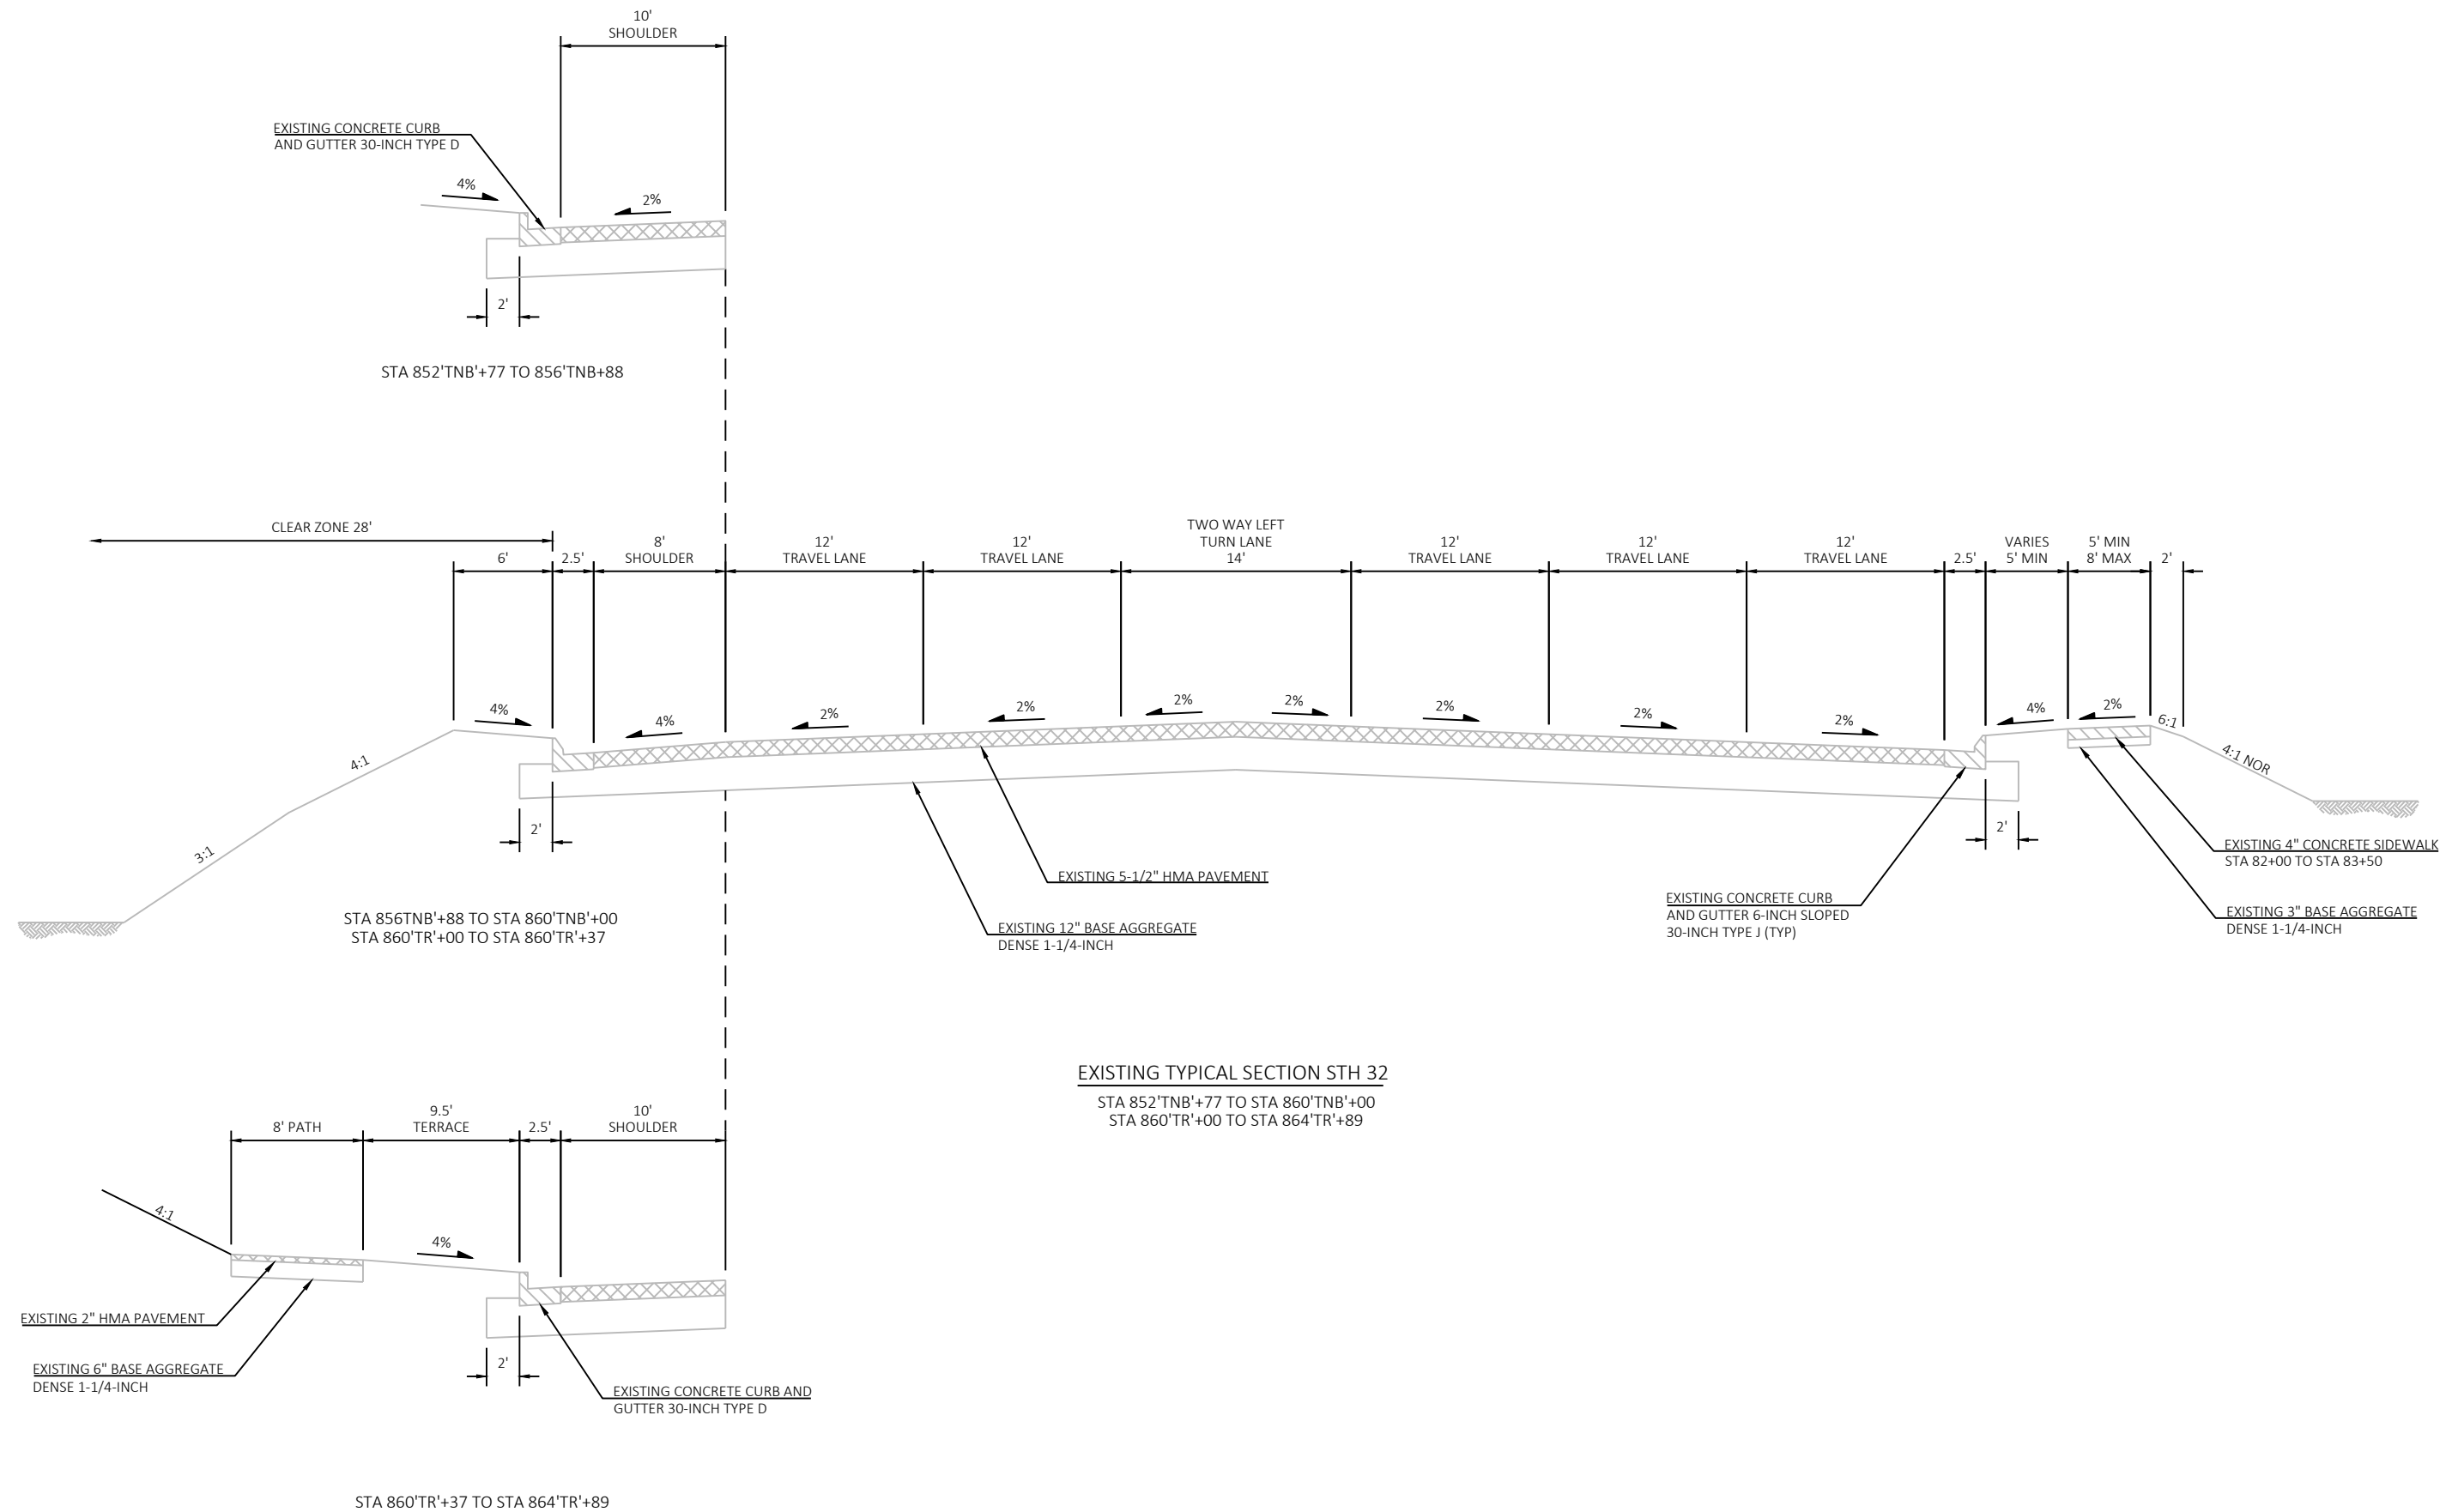 10'
SHOULDER
EXISTING CONCRETE CURB
AND GUTTER 30-INCH TYPE D
4%
2%
2'
STA 852'TNB'+77 TO 856'TNB+88
CLEAR ZONE 28'
6'
2.5'
8'
SHOULDER
12'
TRAVEL LANE
12'
TRAVEL LANE
TWO WAY LEFT
TURN LANE
14'
12'
TRAVEL LANE
12'
TRAVEL LANE
12'
TRAVEL LANE
2.5'
VARIES
5' MIN
5' MIN
8' MAX
2'
4%
4%
2%
2%
2%
2%
2%
2%
2%
4%
2%
6:1
4:1 NOR
4:1
3:1
2'
2'
EXISTING 5-1/2" HMA PAVEMENT
EXISTING 12" BASE AGGREGATE
DENSE 1-1/4-INCH
EXISTING CONCRETE CURB
AND GUTTER 6-INCH SLOPED
30-INCH TYPE J (TYP)
EXISTING 4" CONCRETE SIDEWALK
STA 82+00 TO STA 83+50
EXISTING 3" BASE AGGREGATE
DENSE 1-1/4-INCH
STA 856TNB'+88 TO STA 860'TNB'+00
STA 860'TR'+00 TO STA 860'TR'+37
EXISTING TYPICAL SECTION STH 32
STA 852'TNB'+77 TO STA 860'TNB'+00
STA 860'TR'+00 TO STA 864'TR'+89
8' PATH
9.5'
TERRACE
2.5'
10'
SHOULDER
4:1
4%
EXISTING 2" HMA PAVEMENT
EXISTING 6" BASE AGGREGATE
DENSE 1-1/4-INCH
2'
EXISTING CONCRETE CURB AND
GUTTER 30-INCH TYPE D
STA 860'TR'+37 TO STA 864'TR'+89